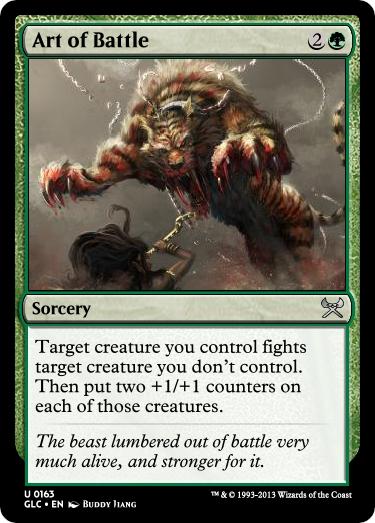 Art of Battle 2
Sorcery
Target creature you control fights
target creature you don't control.
Then put two +1/+1 counters on
each of those creatures.
The beast lumbered out of battle very
much alive, and stronger for it.
U 0163
GLC • EN Buddy Jiang
™ & © 1993-2013 Wizards of the Coast